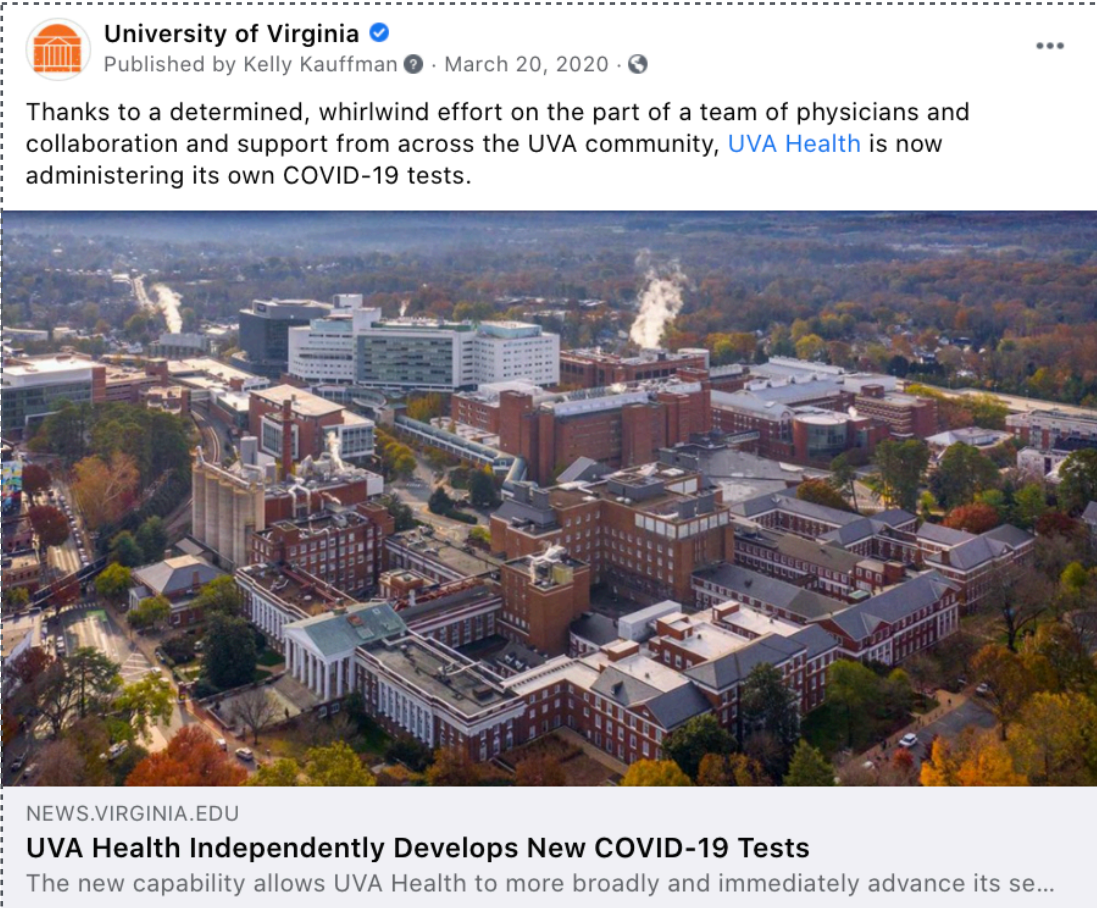 University of Virginia
Published by Kelly Kauffman · March 20, 2020 ·
Thanks to a determined, whirlwind effort on the part of a team of physicians and
collaboration and support from across the UVA community, UVA Health is now
administering its own COVID-19 tests.
NEWS.VIRGINIA.EDU
UVA Health Independently Develops New COVID-19 Tests
The new capability allows UVA Health to more broadly and immediately advance its se...